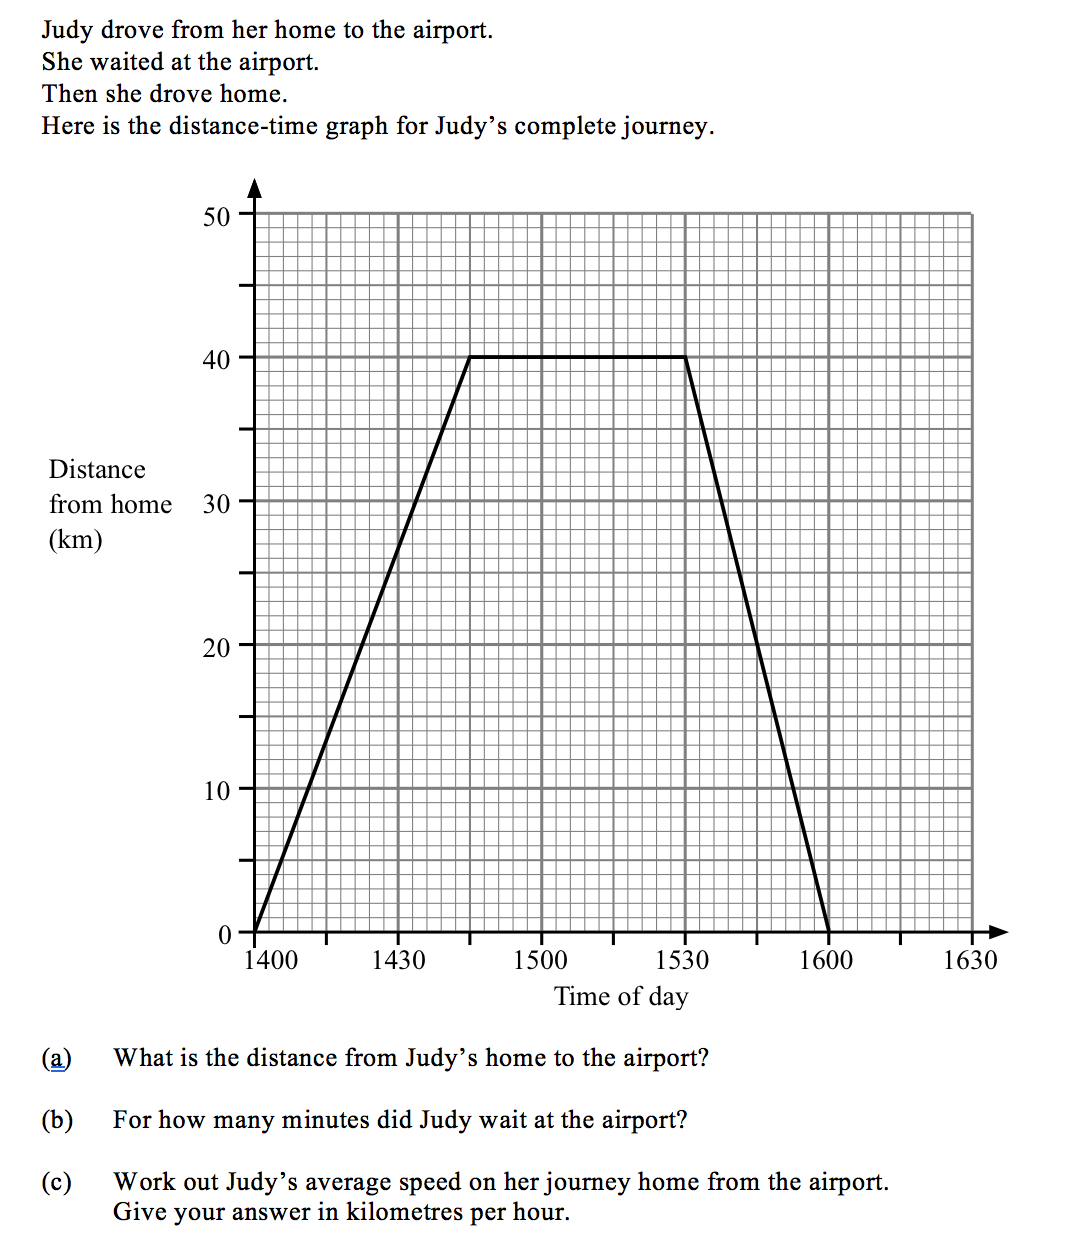 Judy drove from her home to the airport.
She waited at the airport.
Then she drove home.
Here is the distance-time graph for Judy’s complete journey.
50
40
Distance
from home
(km)
30
20
10
0
1400 1430 1500 1530 1600 1630
Time of day
(a) What is the distance from Judy’s home to the airport?
(b) For how many minutes did Judy wait at the airport?
(c) Work out Judy’s average speed on her journey home from the airport.
Give your answer in kilometres per hour.